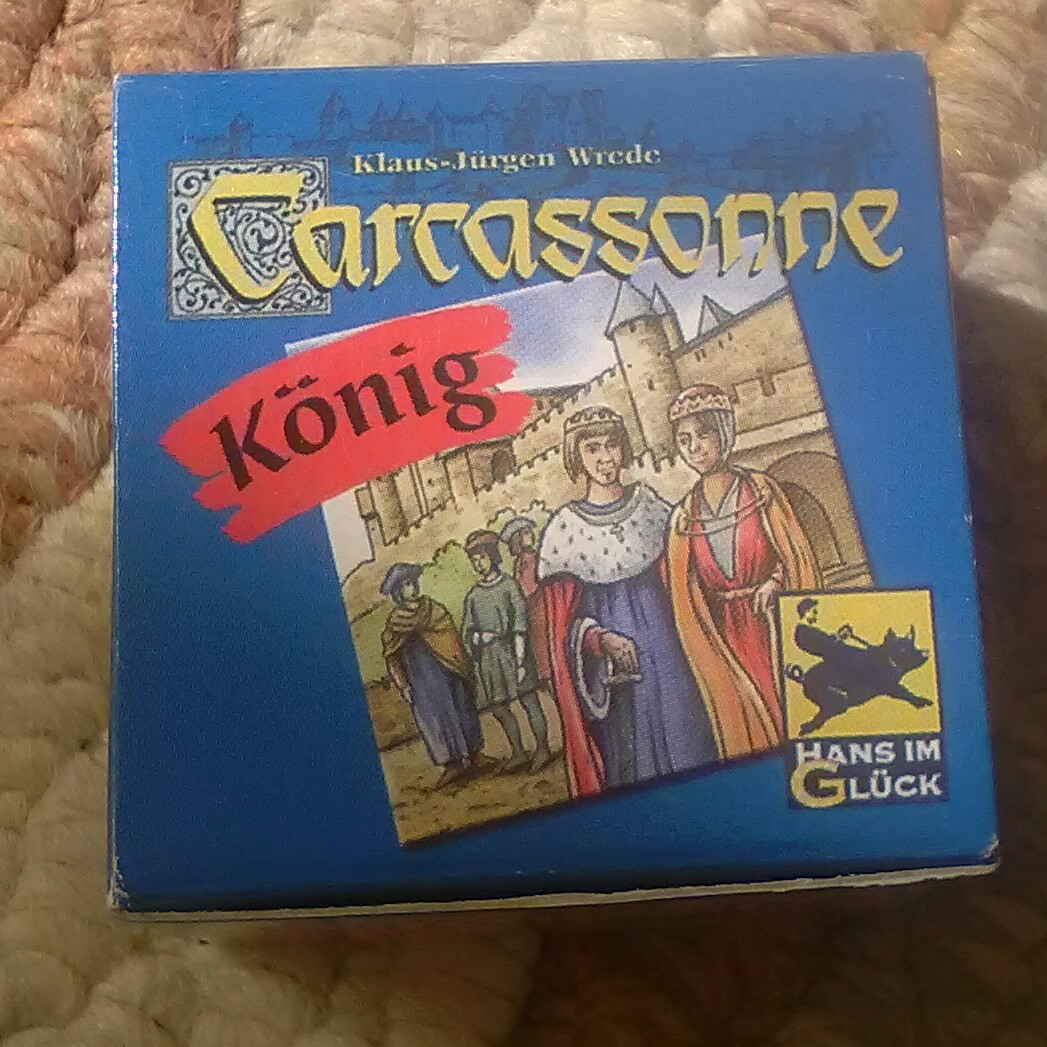 Klaus-Jürgen Wrede
Carcassonne
König
HANS IM
GLÜCK